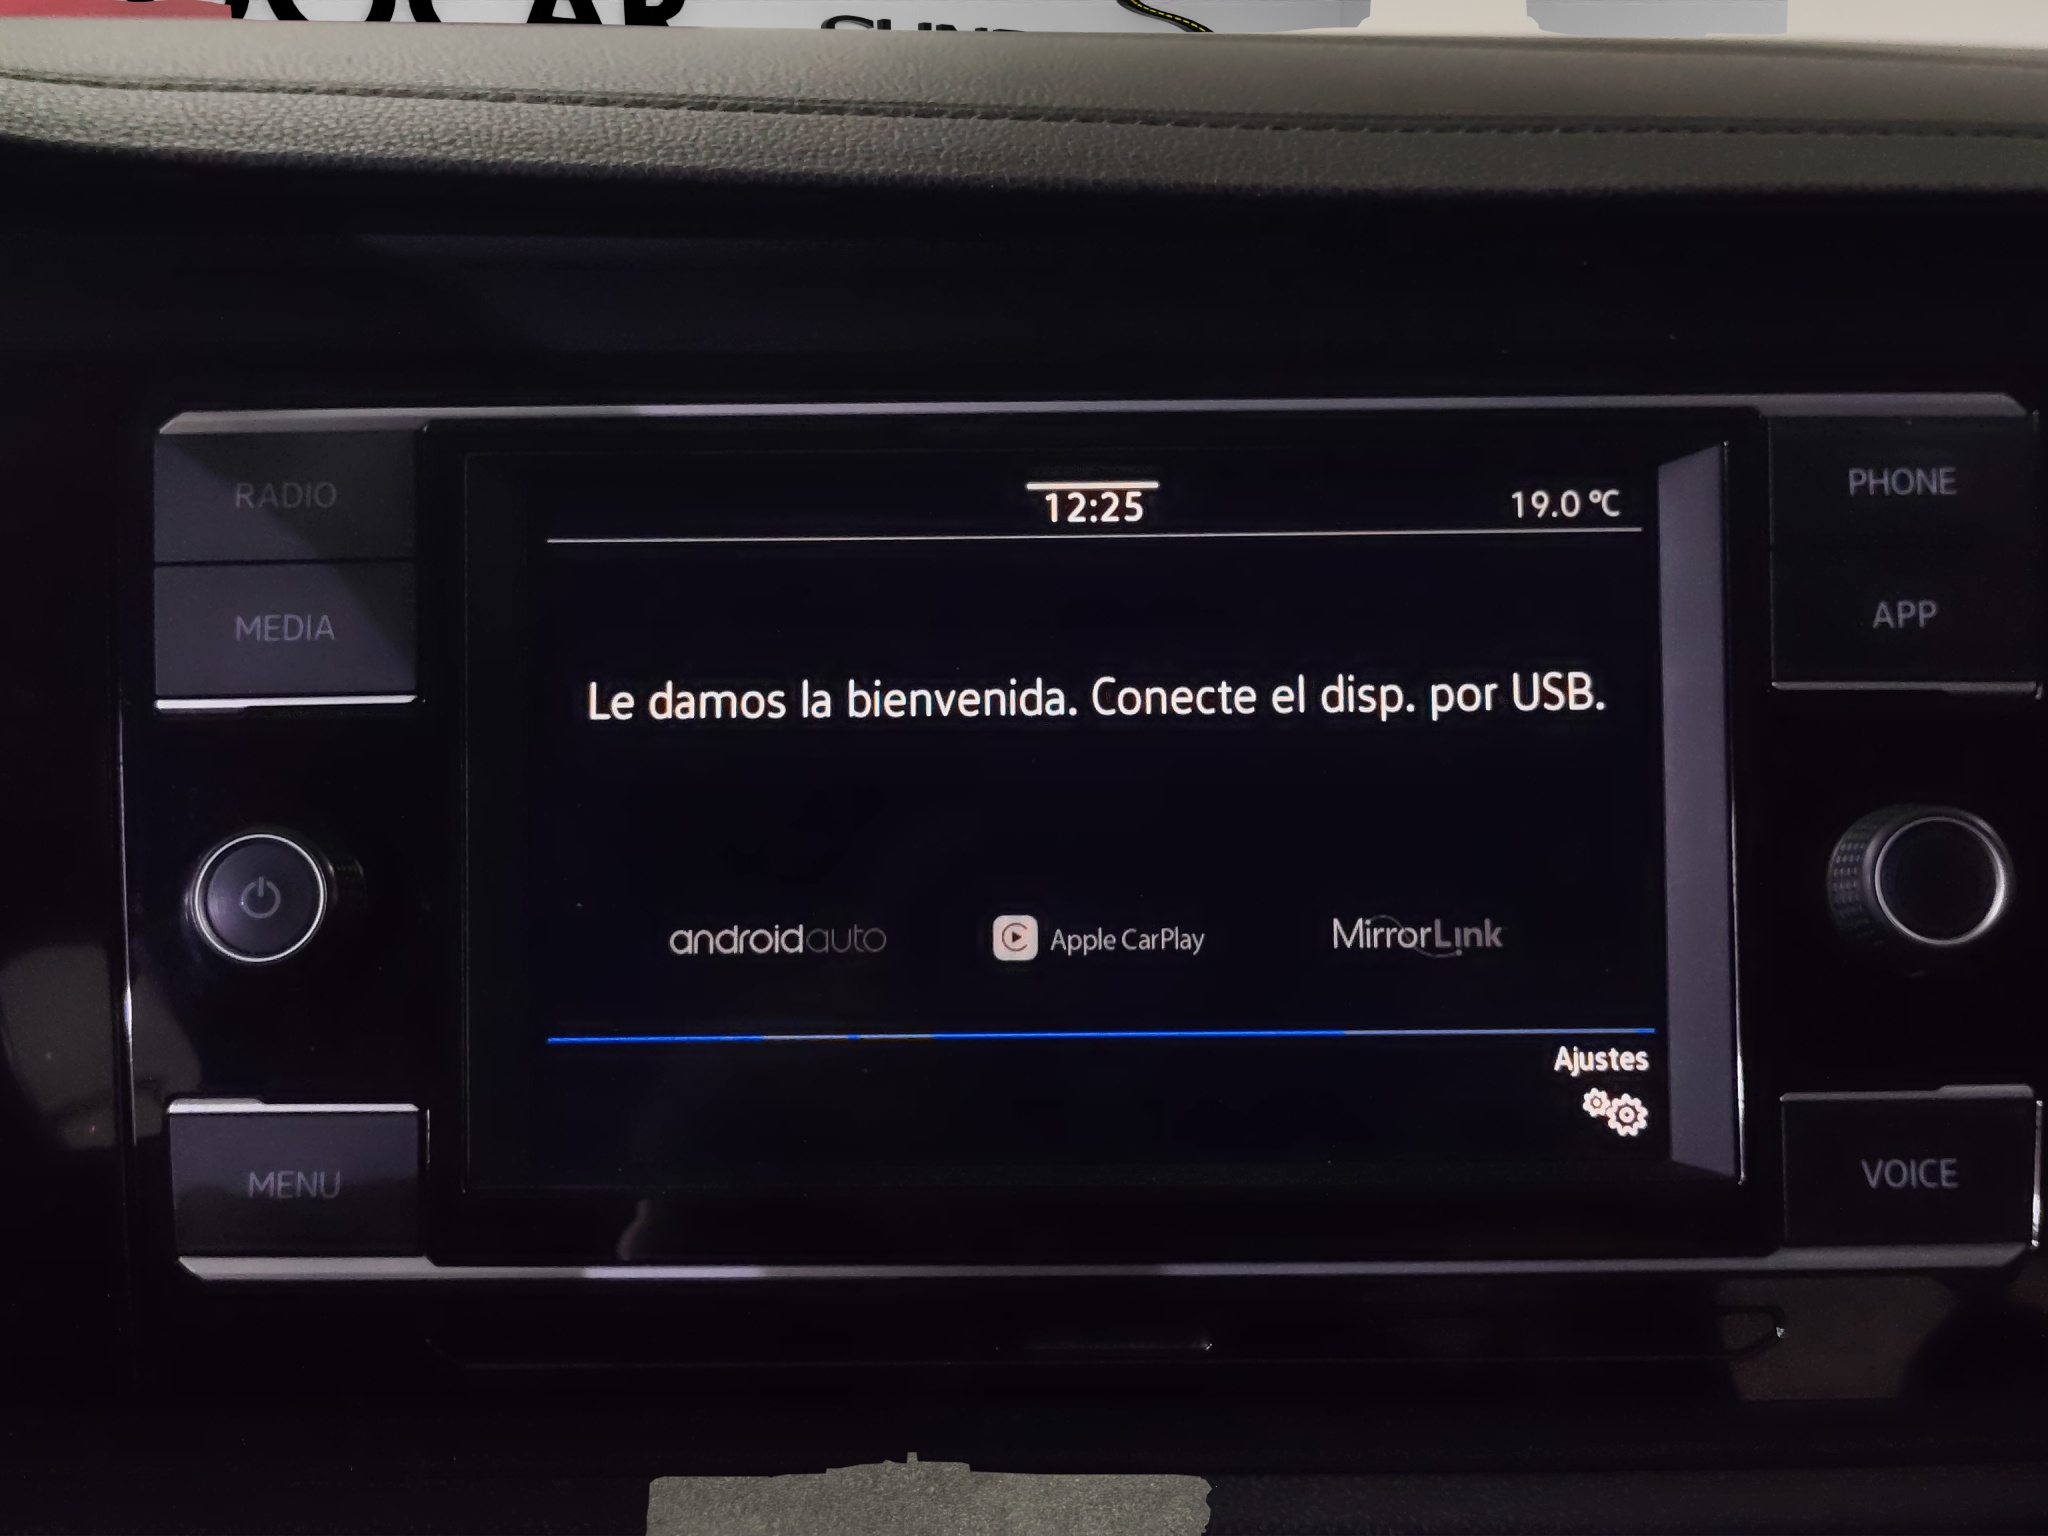 RADIO
MEDIA
MENU
12:25
19.0 °C
Le damos la bienvenida. Conecte el disp. por USB.
androidauto
Apple CarPlay
MirrorLink
Ajustes
PHONE
APP
VOICE